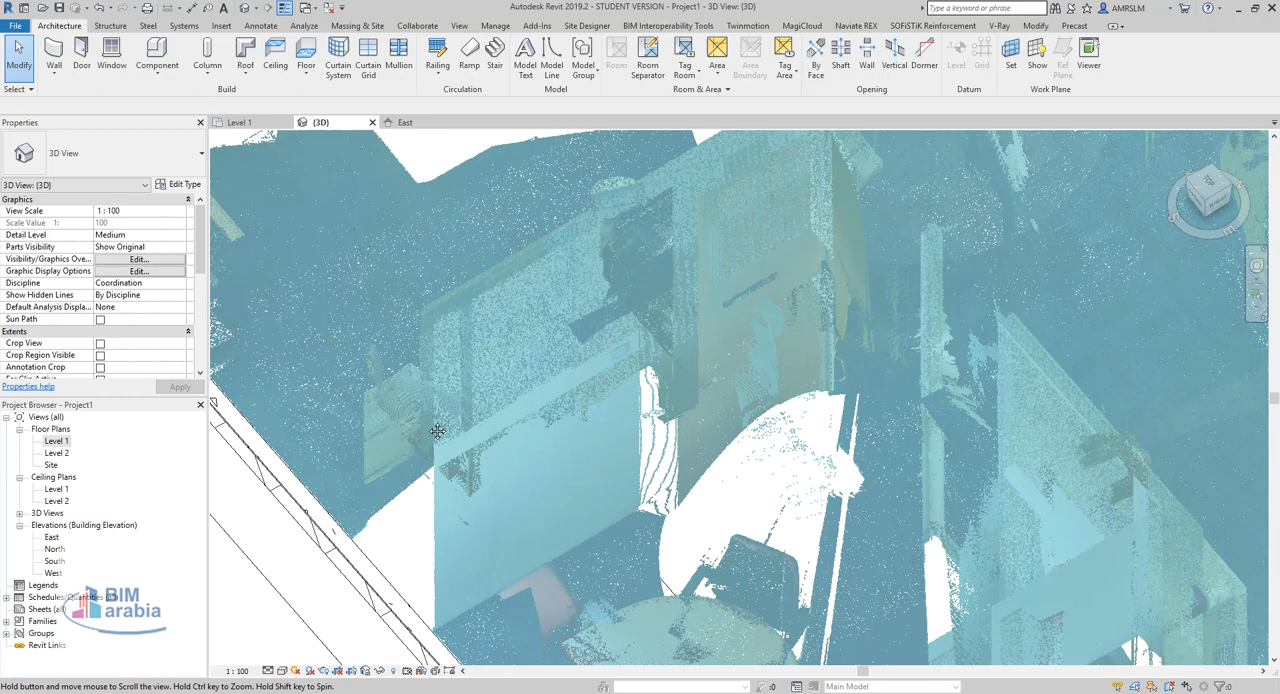 Autodesk Revit 2019.2 - STUDENT VERSION - Project1 - 3D View: {3D}
Type a keyword or phrase
AMRSLM
File Architecture Structure Steel Systems Insert Annotate Analyze Massing & Site Collaborate View Manage Add-Ins Site Designer BIM Interoperability Tools Twinmotion MagiCloud Naviate REX SOFiSTiK Reinforcement V-Ray Modify Precast
Modify Wall Door Window Component Column Roof Ceiling Floor Curtain System Curtain Grid Mullion Railing Ramp Stair Model Text Model Line Model Group Room Room Separator Tag Room Area Area Boundary Tag Area By Face Shaft Wall Vertical Dormer Level Grid Set Show Ref Plane Viewer
Select Build Circulation Model Room & Area Opening Datum Work Plane
Properties
Level 1 {3D} East
3D View
3D View: {3D} Edit Type
Graphics
View Scale 1 : 100
Scale Value 1: 100
Detail Level Medium
Parts Visibility Show Original
Visibility/Graphics Ove... Edit...
Graphic Display Options Edit...
Discipline Coordination
Show Hidden Lines By Discipline
Default Analysis Displa... None
Sun Path
Extents
Crop View
Crop Region Visible
Annotation Crop
Properties help Apply
Project Browser - Project1
Views (all)
Floor Plans
Level 1
Level 2
Site
Ceiling Plans
Level 1
Level 2
3D Views
Elevations (Building Elevation)
East
North
South
West
Legends
Schedules/Quantities
Sheets (all)
Families
Groups
Revit Links
BIM
arabia
TOP
1 : 100
Hold button and move mouse to Scroll the view. Hold Ctrl key to Zoom. Hold Shift key to Spin.
:0
Main Model
:0